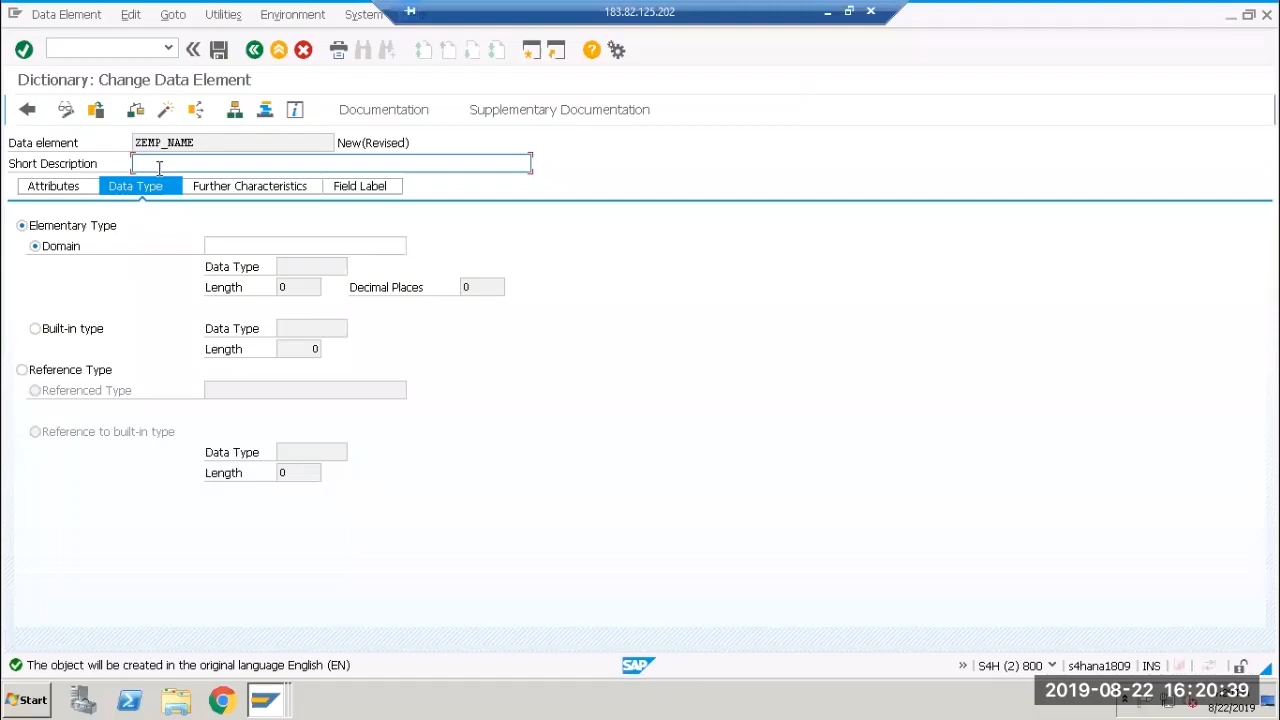 183.82.125.202
Data Element Edit Goto Utilities Environment System
Dictionary: Change Data Element
Documentation Supplementary Documentation
Data element ZEMP_NAME New(Revised)
Short Description
Attributes Data Type Further Characteristics Field Label
Elementary Type
Domain
Data Type
Length 0 Decimal Places 0
Built-in type Data Type
Length 0
Reference Type
Referenced Type
Reference to built-in type
Data Type
Length 0
The object will be created in the original language English (EN) SAP S4H (2) 800 s4hana1809 INS
Start
2019-08-22 16:20:39
8/22/2019